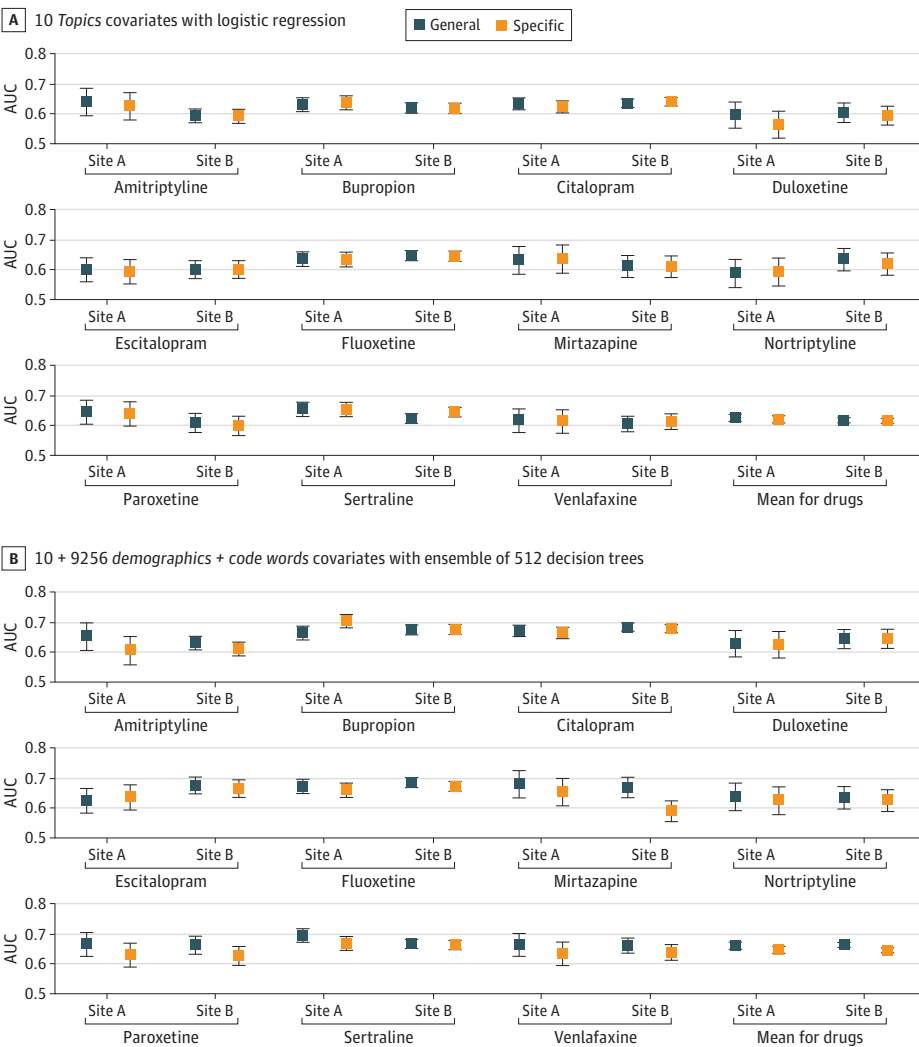 A 10 Topics covariates with logistic regression
General Specific
0.8
0.7
0.6
0.5
AUC
Site A Site B Site A Site B Site A Site B Site A Site B
Amitriptyline Bupropion Citalopram Duloxetine
0.8
0.7
0.6
0.5
AUC
Site A Site B Site A Site B Site A Site B Site A Site B
Escitalopram Fluoxetine Mirtazapine Nortriptyline
0.8
0.7
0.6
0.5
AUC
Site A Site B Site A Site B Site A Site B Site A Site B
Paroxetine Sertraline Venlafaxine Mean for drugs
B 10 + 9256 demographics + code words covariates with ensemble of 512 decision trees
0.8
0.7
0.6
0.5
AUC
Site A Site B Site A Site B Site A Site B Site A Site B
Amitriptyline Bupropion Citalopram Duloxetine
0.8
0.7
0.6
0.5
AUC
Site A Site B Site A Site B Site A Site B Site A Site B
Escitalopram Fluoxetine Mirtazapine Nortriptyline
0.8
0.7
0.6
0.5
AUC
Site A Site B Site A Site B Site A Site B Site A Site B
Paroxetine Sertraline Venlafaxine Mean for drugs